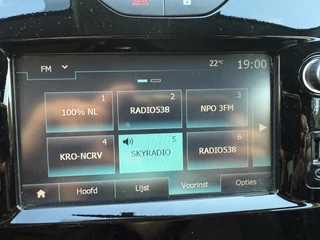 FM 22°C 19:00
1 2 3
100% NL RADIO538 NPO 3FM
4 5 6
KRO-NCRV SKYRADIO RADIO538
Hoofd Lijst Voorinst Opties